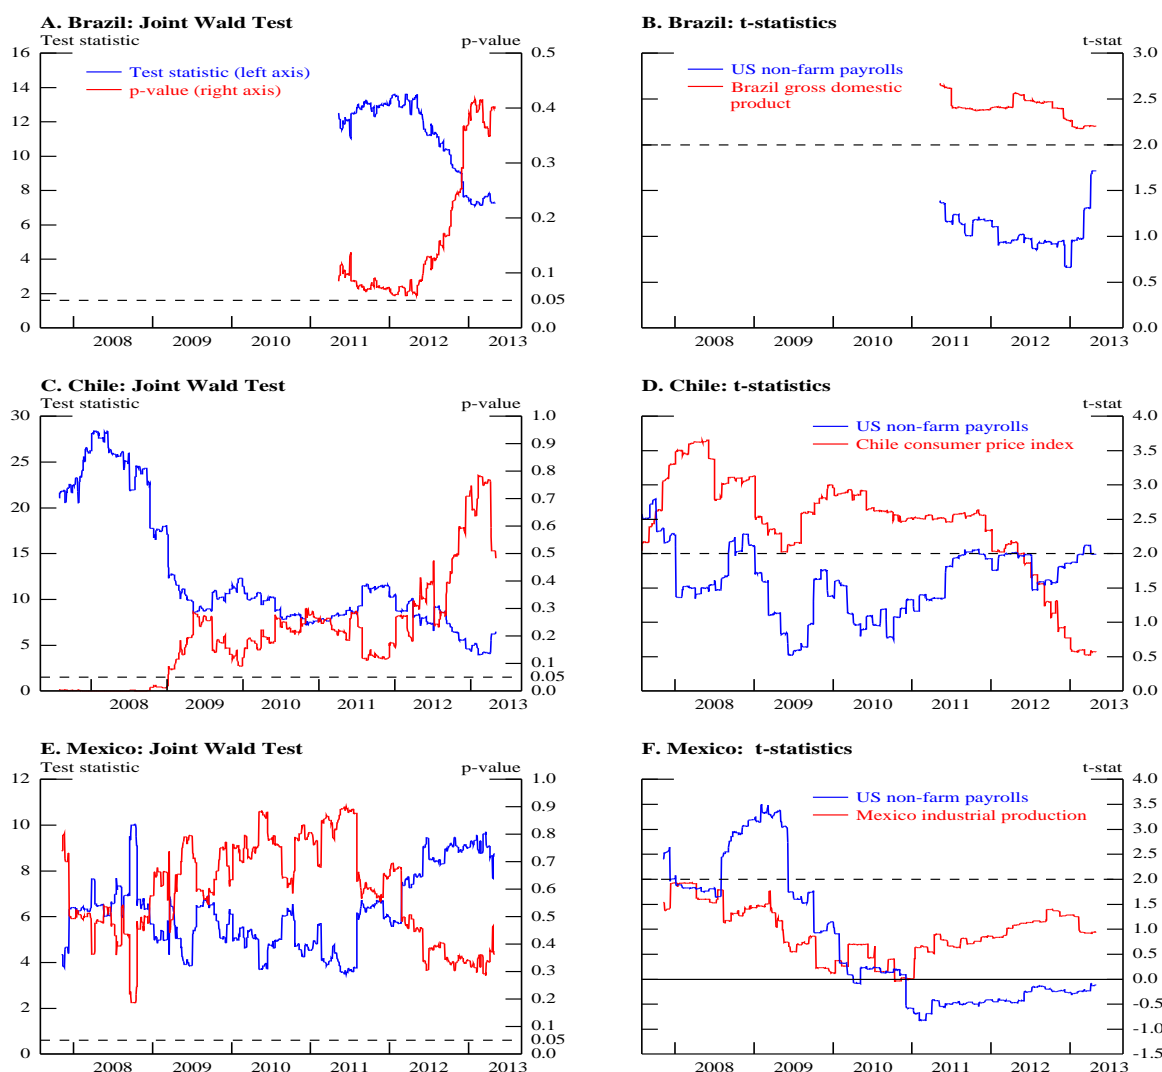 A. Brazil: Joint Wald Test
Test statistic p-value
16 0.5
14
12 0.4
10 0.3
8
6 0.2
4 0.1
2 0.05
0 0.0
Test statistic (left axis)
p-value (right axis)
2008 2009 2010 2011 2012 2013
B. Brazil: t-statistics
t-stat
3.0
2.5
2.0
1.5
1.0
0.5
0.0
US non-farm payrolls
Brazil gross domestic
product
2008 2009 2010 2011 2012 2013
C. Chile: Joint Wald Test
Test statistic p-value
30 1.0
0.9
25 0.8
0.7
20 0.6
15 0.5
0.4
10 0.3
0.2
5 0.1
0.05
0 0.0
2008 2009 2010 2011 2012 2013
D. Chile: t-statistics
t-stat
4.0
3.5
3.0
2.5
2.0
1.5
1.0
0.5
0.0
US non-farm payrolls
Chile consumer price index
2008 2009 2010 2011 2012 2013
E. Mexico: Joint Wald Test
Test statistic p-value
12 1.0
0.9
10 0.8
0.7
8 0.6
6 0.5
0.4
4 0.3
0.2
2 0.1
0.05
0 0.0
2008 2009 2010 2011 2012 2013
F. Mexico: t-statistics
t-stat
4.0
3.5
3.0
2.5
2.0
1.5
1.0
0.5
0.0
-0.5
-1.0
-1.5
US non-farm payrolls
Mexico industrial production
2008 2009 2010 2011 2012 2013